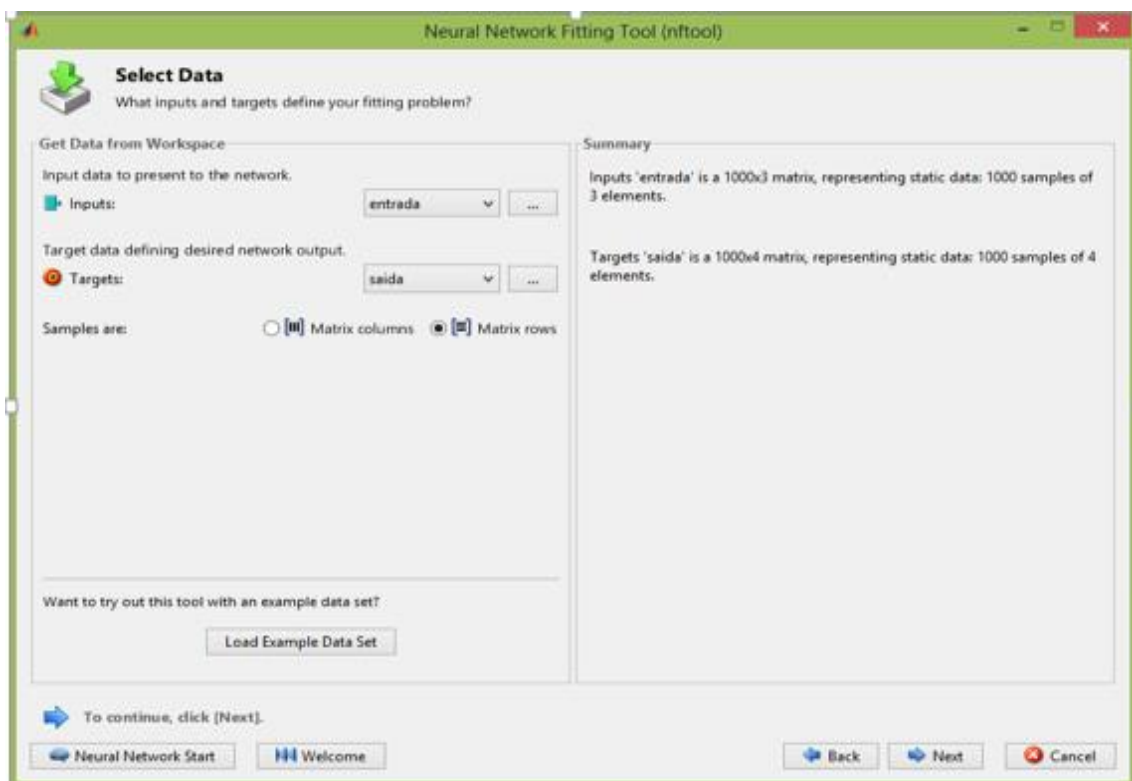 Neural Network Fitting Tool (nftool)
Select Data
What inputs and targets define your fitting problem?
Get Data from Workspace
Input data to present to the network.
Inputs:
entrada
...
Target data defining desired network output.
Targets:
saida
...
Samples are:
Matrix columns
Matrix rows
Want to try out this tool with an example data set?
Load Example Data Set
Summary
Inputs 'entrada' is a 1000x3 matrix, representing static data: 1000 samples of
3 elements.
Targets 'saida' is a 1000x4 matrix, representing static data: 1000 samples of 4
elements.
To continue, click [Next].
Neural Network Start
Welcome
Back
Next
Cancel